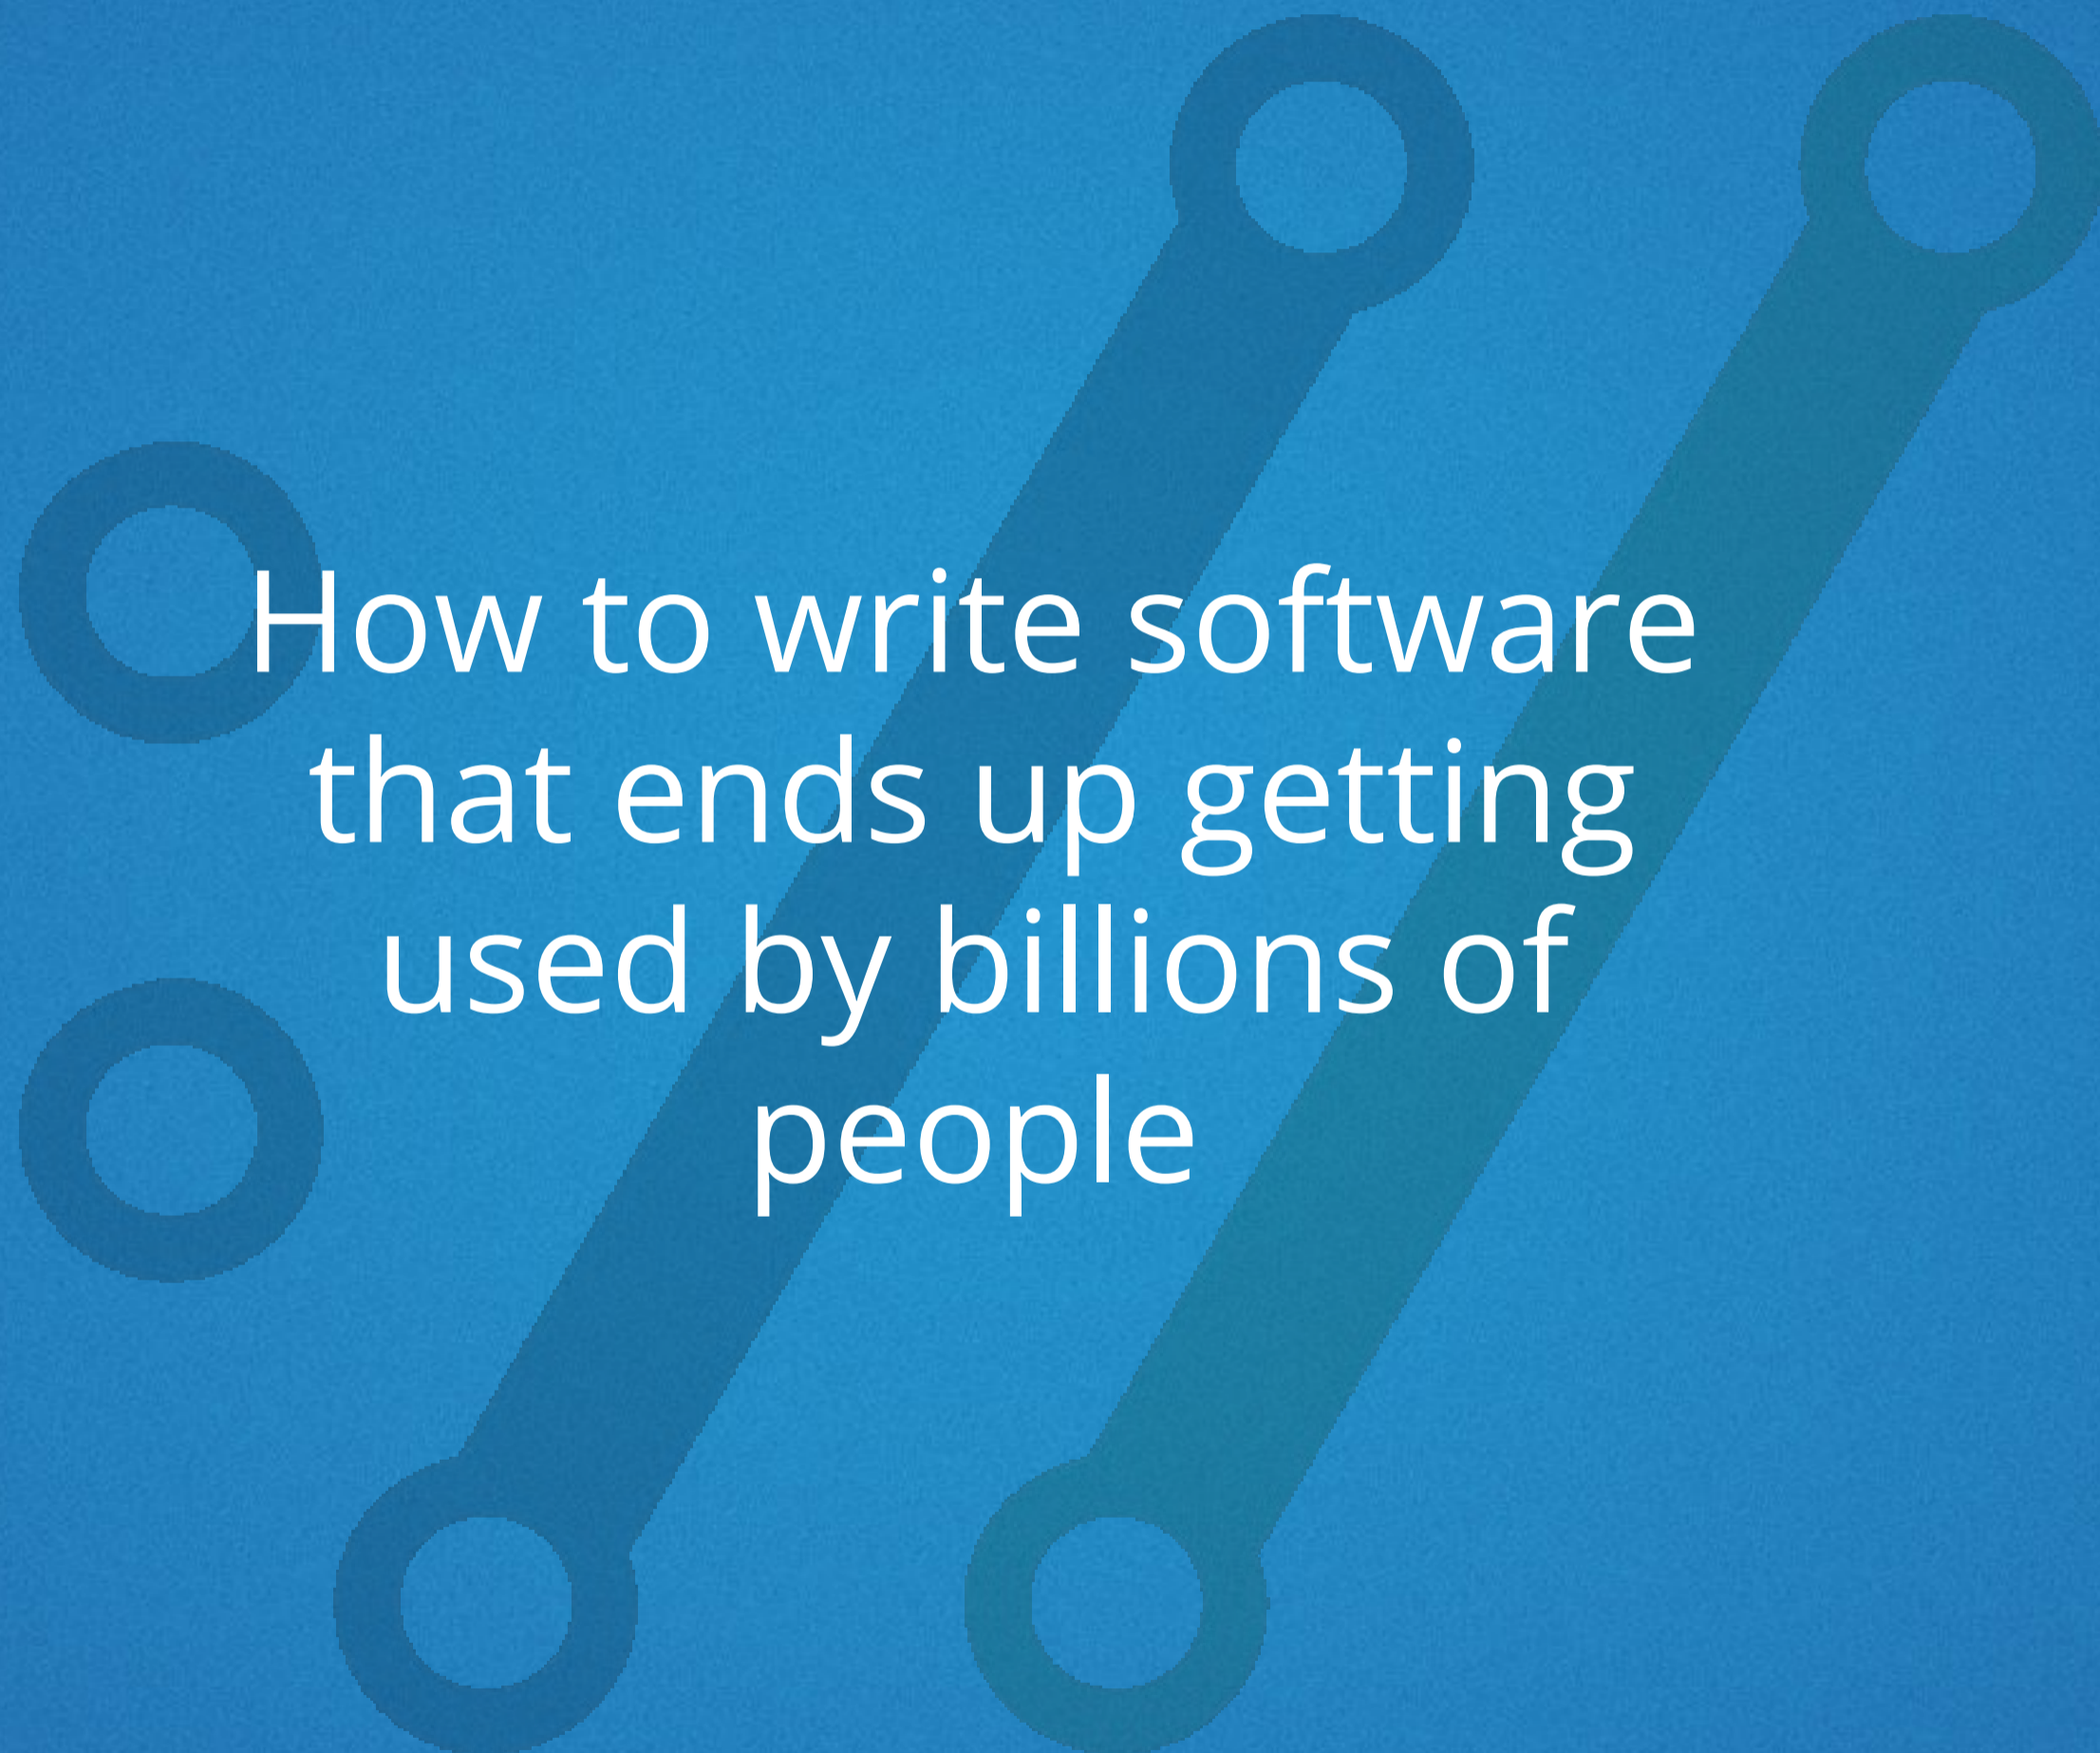 How to write software
that ends up getting
used by billions of
people